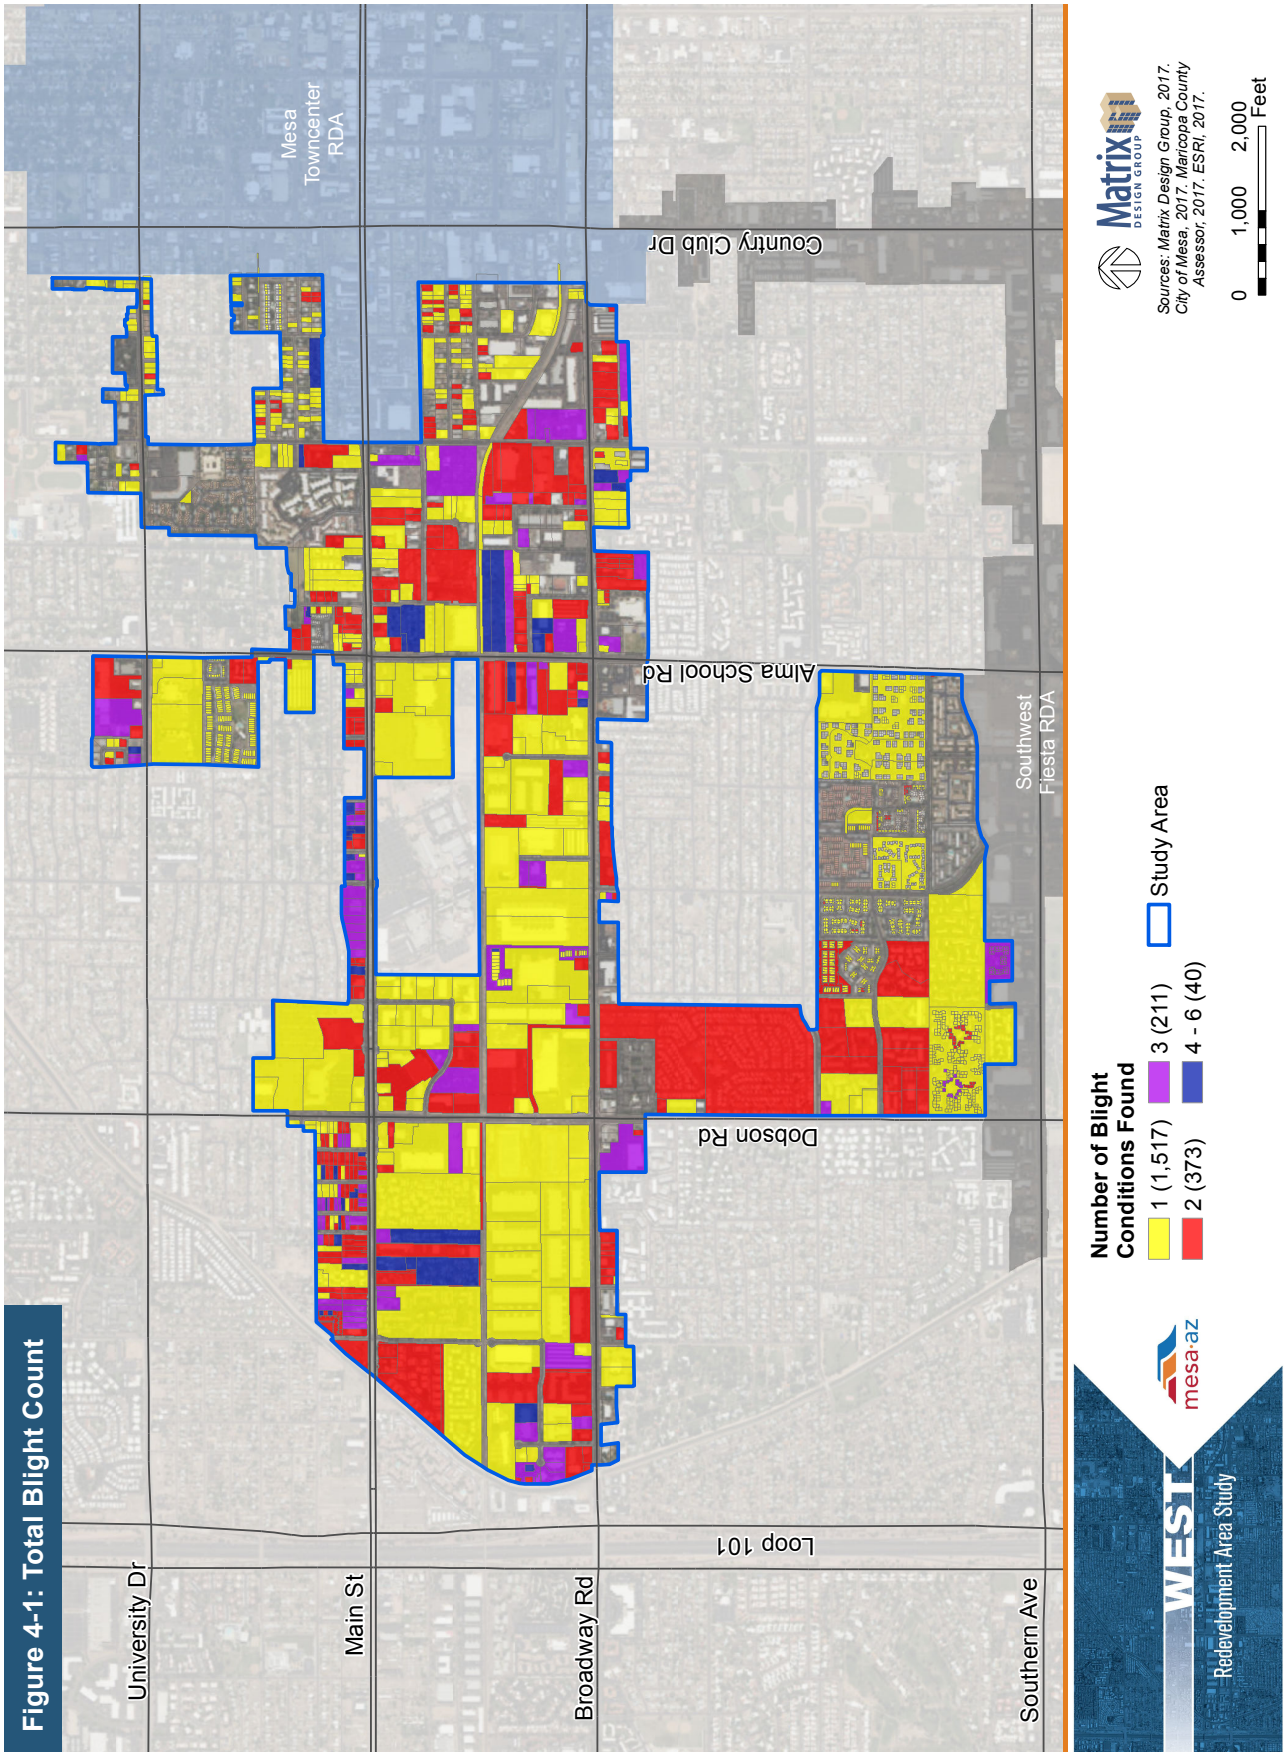 Figure 4-1: Total Blight Count
University Dr
Main St
Broadway Rd
Southern Ave
Loop 101
Dobson Rd
Alma School Rd
Country Club Dr
Mesa
Towncenter
RDA
Southwest
Fiesta RDA
WEST
Redevelopment Area Study
mesa·az
Number of Blight
Conditions Found
1 (1,517)
2 (373)
3 (211)
4 - 6 (40)
Study Area
Matrix
DESIGN GROUP
Sources: Matrix Design Group, 2017.
City of Mesa, 2017. Maricopa County
Assessor, 2017. ESRI, 2017.
0 1,000 2,000
Feet